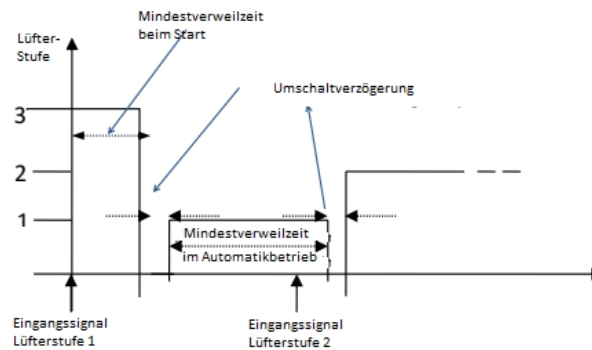 Mindestverweilzeit
beim Start
Lüfter-
Stufe
Umschaltverzögerung
3
2
1
Mindestverweilzeit
im Automatikbetrieb
Eingangssignal
Lüfterstufe 1
Eingangssignal
Lüfterstufe 2